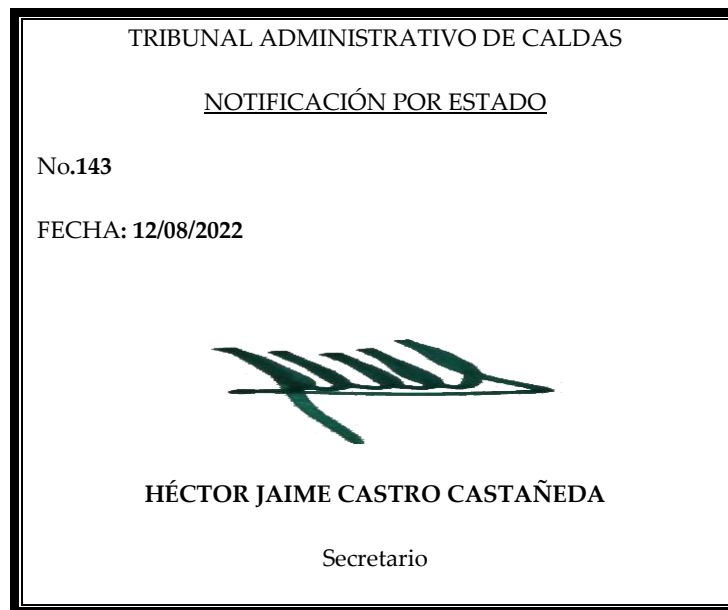 TRIBUNAL ADMINISTRATIVO DE CALDAS
NOTIFICACIÓN POR ESTADO
No.143
FECHA: 12/08/2022
HÉCTOR JAIME CASTRO CASTAÑEDA
Secretario